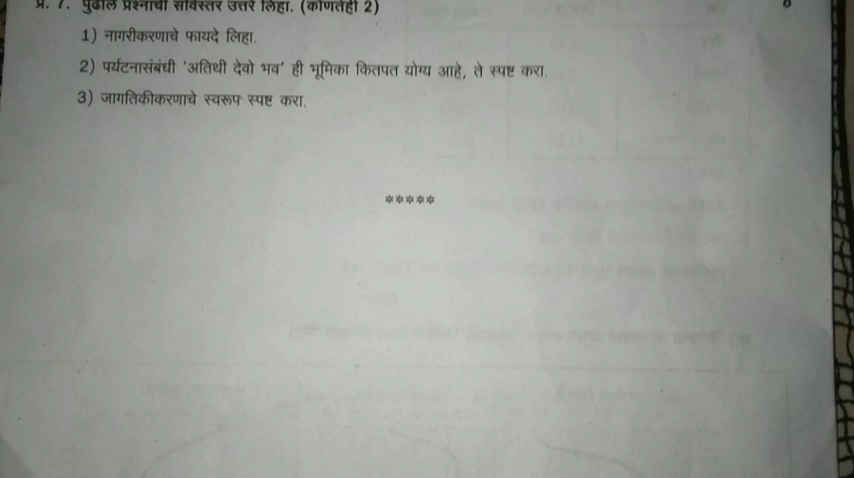 प्र. 7. पुढील प्रश्नांची सविस्तर उत्तरे लिहा. (कोणतेही 2)
1) नागरीकरणाचे फायदे लिहा.
2) पर्यटनासंबंधी 'अतिथी देवो भव' ही भूमिका कितपत योग्य आहे, ते स्पष्ट करा.
3) जागतिकीकरणाचे स्वरूप स्पष्ट करा.
*****